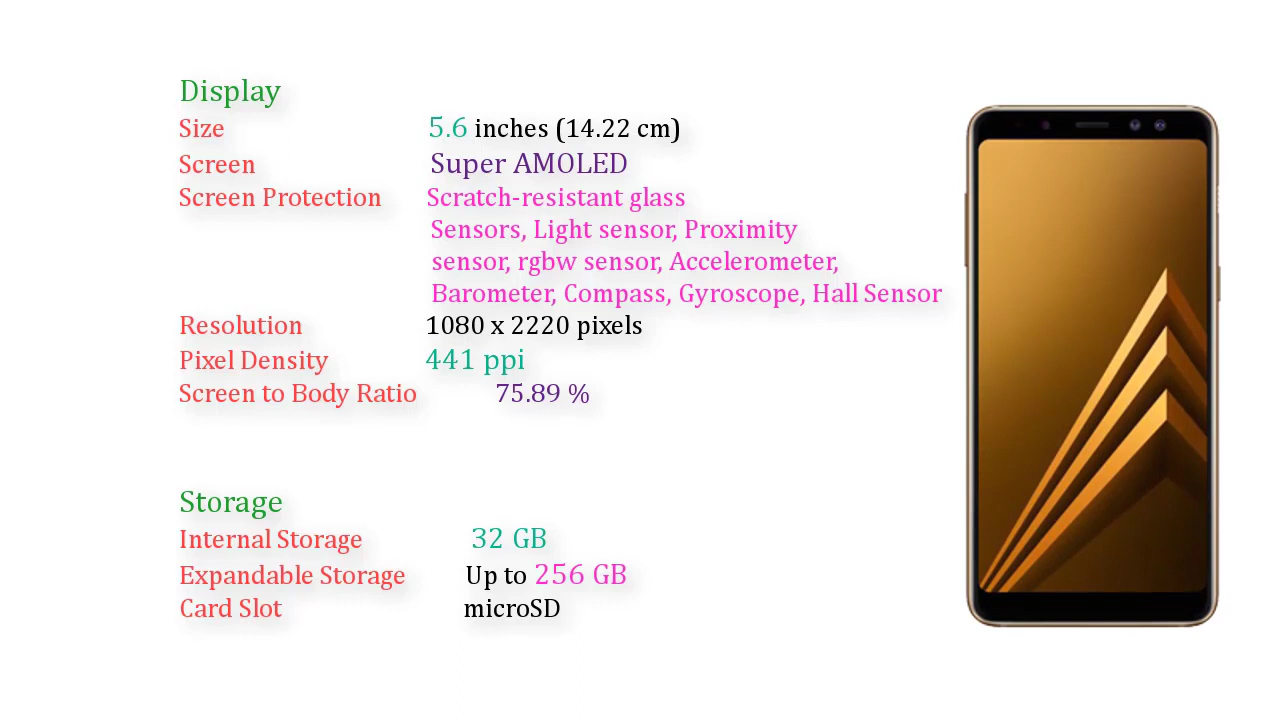 Display
Size 5.6 inches (14.22 cm)
Screen Super AMOLED
Screen Protection Scratch-resistant glass
Sensors, Light sensor, Proximity
sensor, rgbw sensor, Accelerometer,
Barometer, Compass, Gyroscope, Hall Sensor
Resolution 1080 x 2220 pixels
Pixel Density 441 ppi
Screen to Body Ratio 75.89 %
Storage
Internal Storage 32 GB
Expandable Storage Up to 256 GB
Card Slot microSD